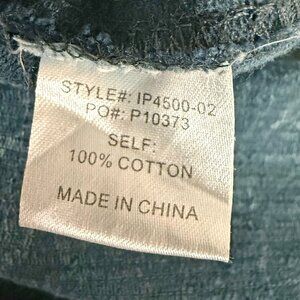 STYLE#: IP4500-02
PO#: P10373
SELF:
100% COTTON
MADE IN CHINA